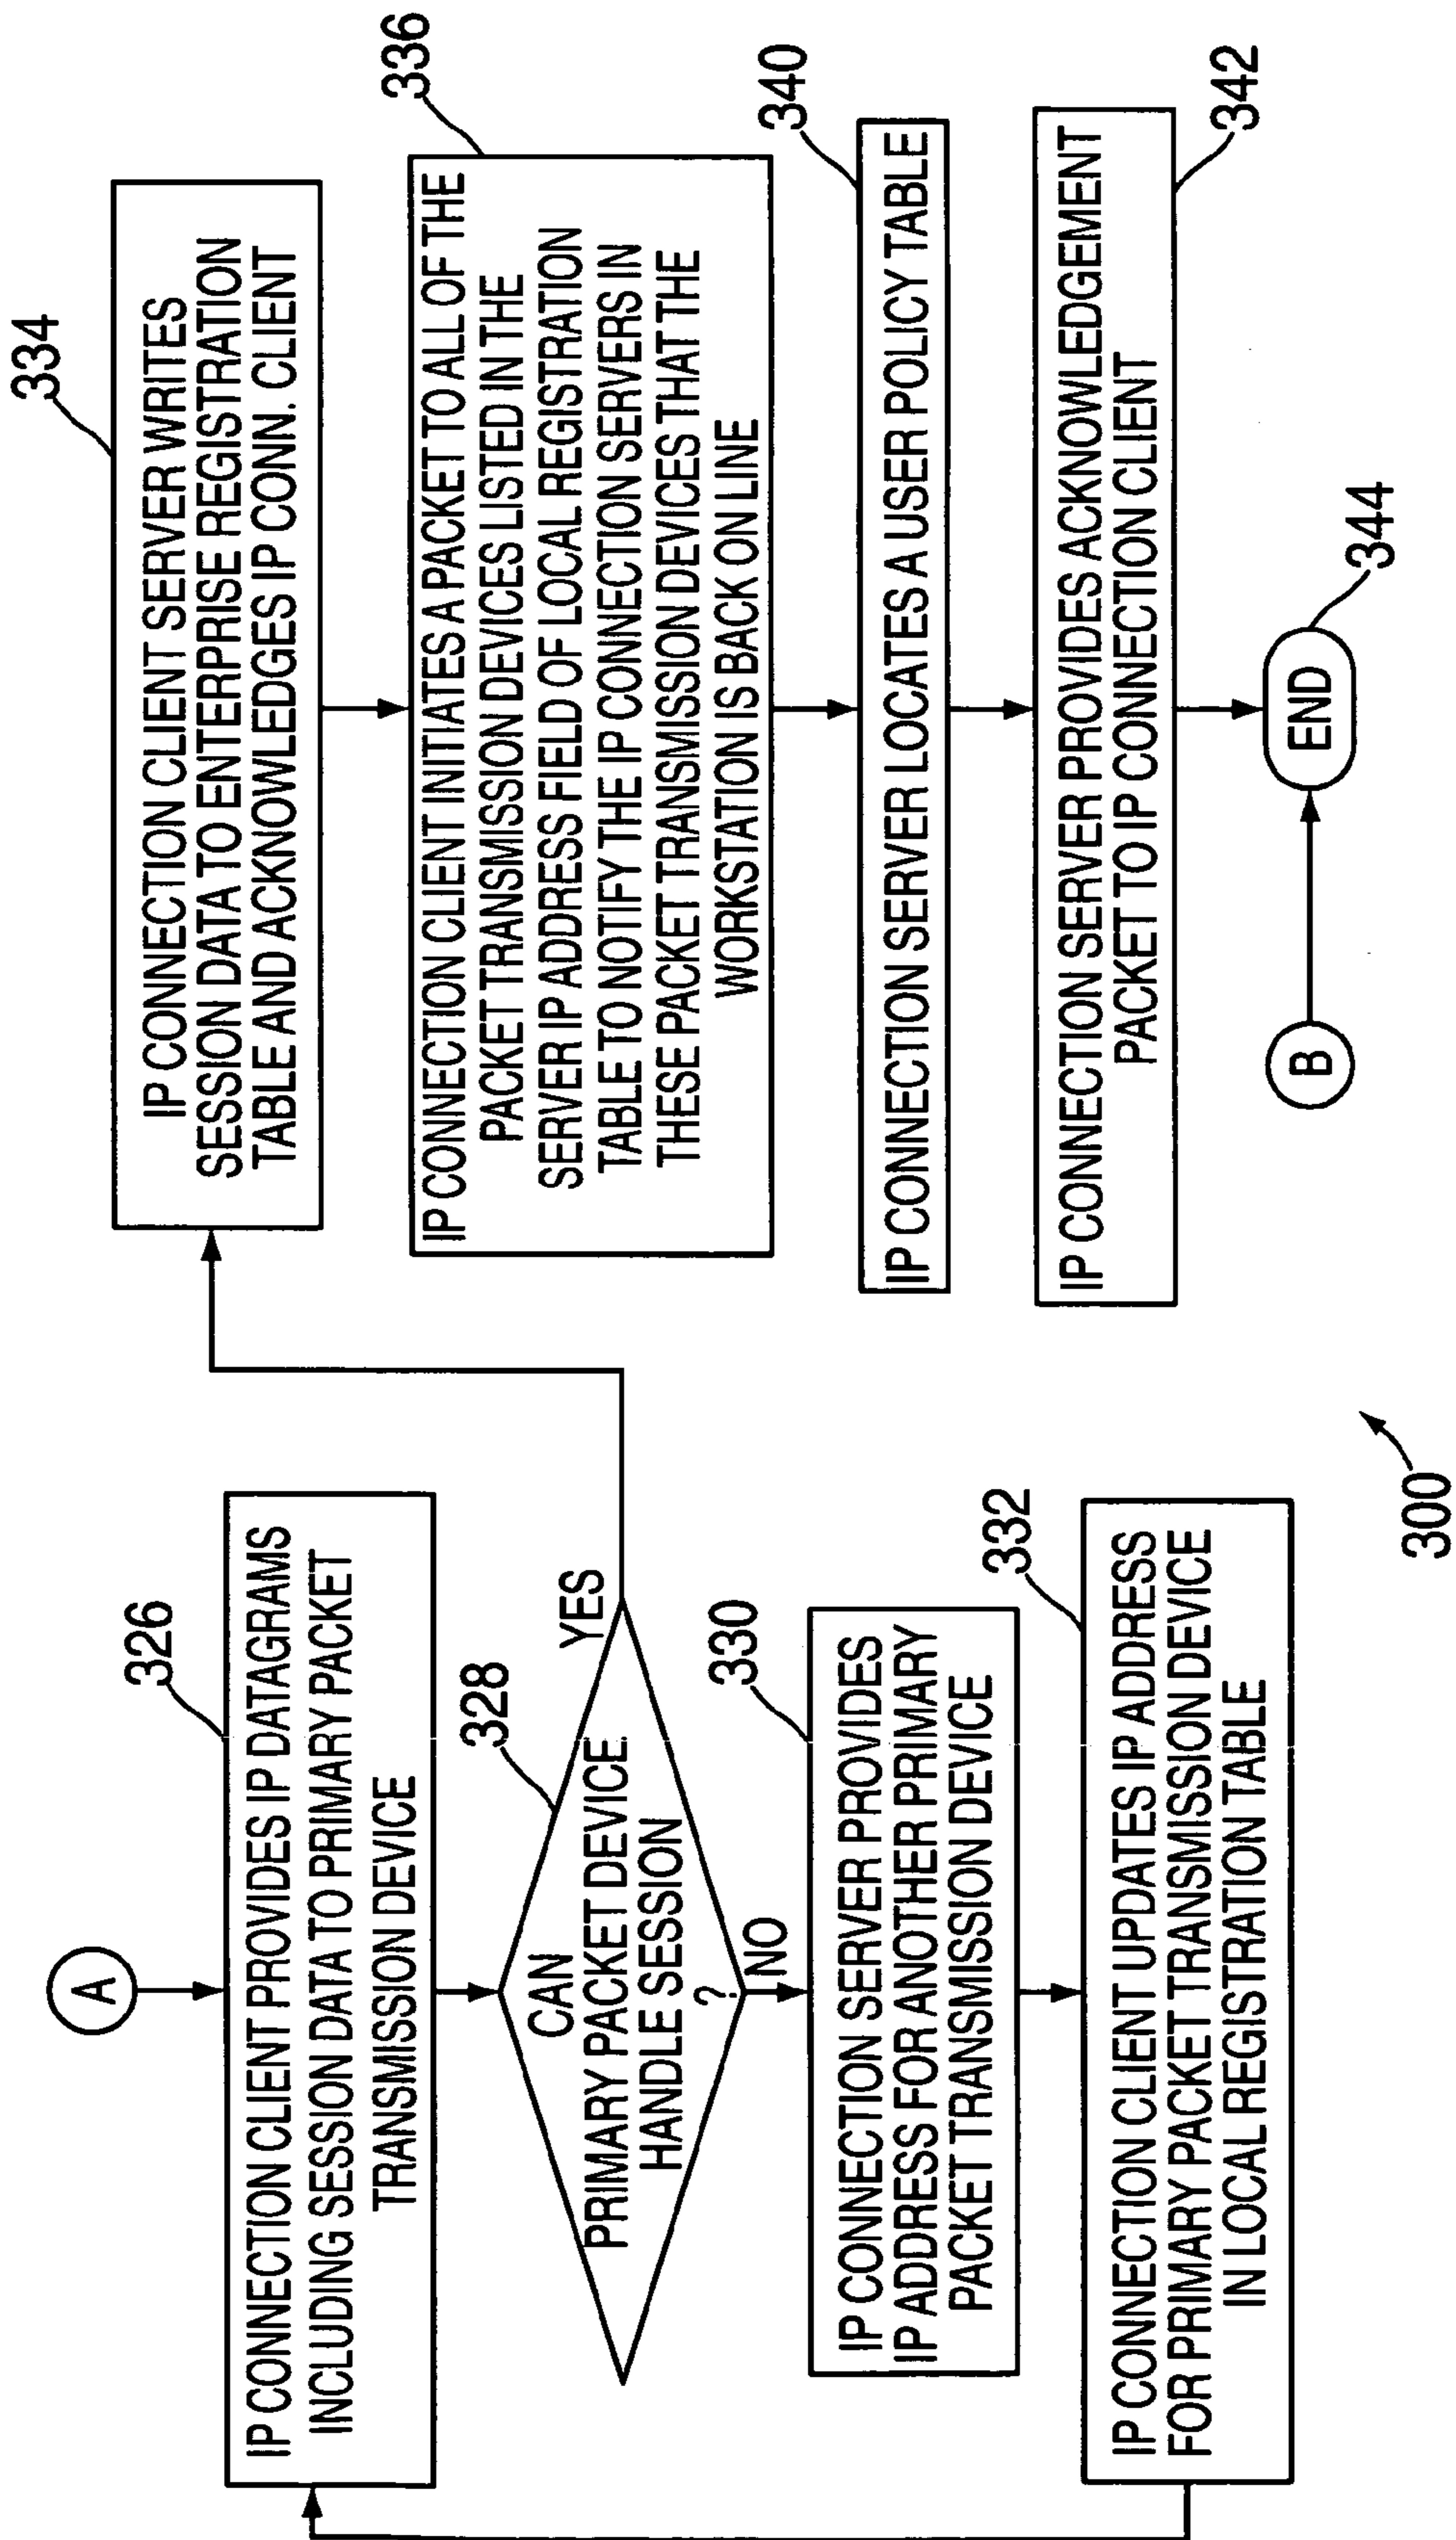 A
326
IP CONNECTION CLIENT PROVIDES IP DATAGRAMS
INCLUDING SESSION DATA TO PRIMARY PACKET
TRANSMISSION DEVICE
328
CAN
PRIMARY PACKET DEVICE
HANDLE SESSION
?
YES
NO
330
IP CONNECTION SERVER PROVIDES
IP ADDRESS FOR ANOTHER PRIMARY
PACKET TRANSMISSION DEVICE
332
IP CONNECTION CLIENT UPDATES IP ADDRESS
FOR PRIMARY PACKET TRANSMISSION DEVICE
IN LOCAL REGISTRATION TABLE
334
IP CONNECTION CLIENT SERVER WRITES
SESSION DATA TO ENTERPRISE REGISTRATION
TABLE AND ACKNOWLEDGES IP CONN. CLIENT
336
IP CONNECTION CLIENT INITIATES A PACKET TO ALL OF THE
PACKET TRANSMISSION DEVICES LISTED IN THE
SERVER IP ADDRESS FIELD OF LOCAL REGISTRATION
TABLE TO NOTIFY THE IP CONNECTION SERVERS IN
THESE PACKET TRANSMISSION DEVICES THAT THE
WORKSTATION IS BACK ON LINE
340
IP CONNECTION SERVER LOCATES A USER POLICY TABLE
342
IP CONNECTION SERVER PROVIDES ACKNOWLEDGEMENT
PACKET TO IP CONNECTION CLIENT
344
B
END
300